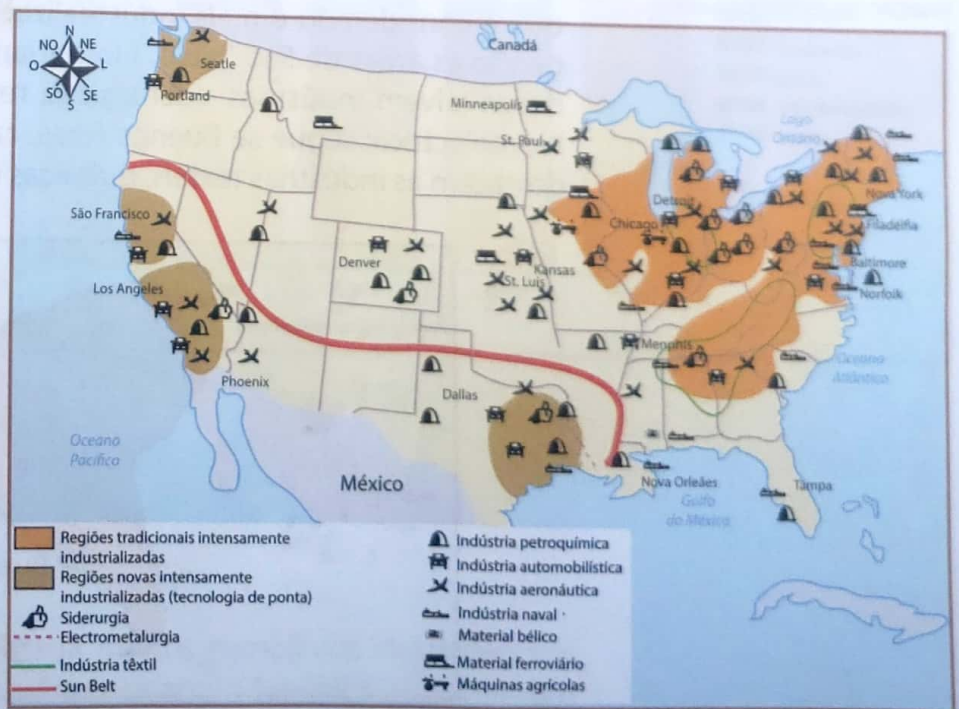 N
NO NE
O L
SO SE
S
Canadá
Seatle
Portland
Minneapolis
St. Paul
Lago
Ontário
Nova York
Detroit
Chicago
Filadélfia
São Francisco
Baltimore
Denver
Kansas
St. Luis
Norfolk
Los Angeles
Memphis
Oceano
Atlântico
Phoenix
Dallas
Oceano
Pacífico
México
Nova Orleães
Tampa
Golfo
do México
Regiões tradicionais intensamente
industrializadas
Regiões novas intensamente
industrializadas (tecnologia de ponta)
Siderurgia
Electrometalurgia
Indústria têxtil
Sun Belt
Indústria petroquímica
Indústria automobilística
Indústria aeronáutica
Indústria naval
Material bélico
Material ferroviário
Máquinas agrícolas